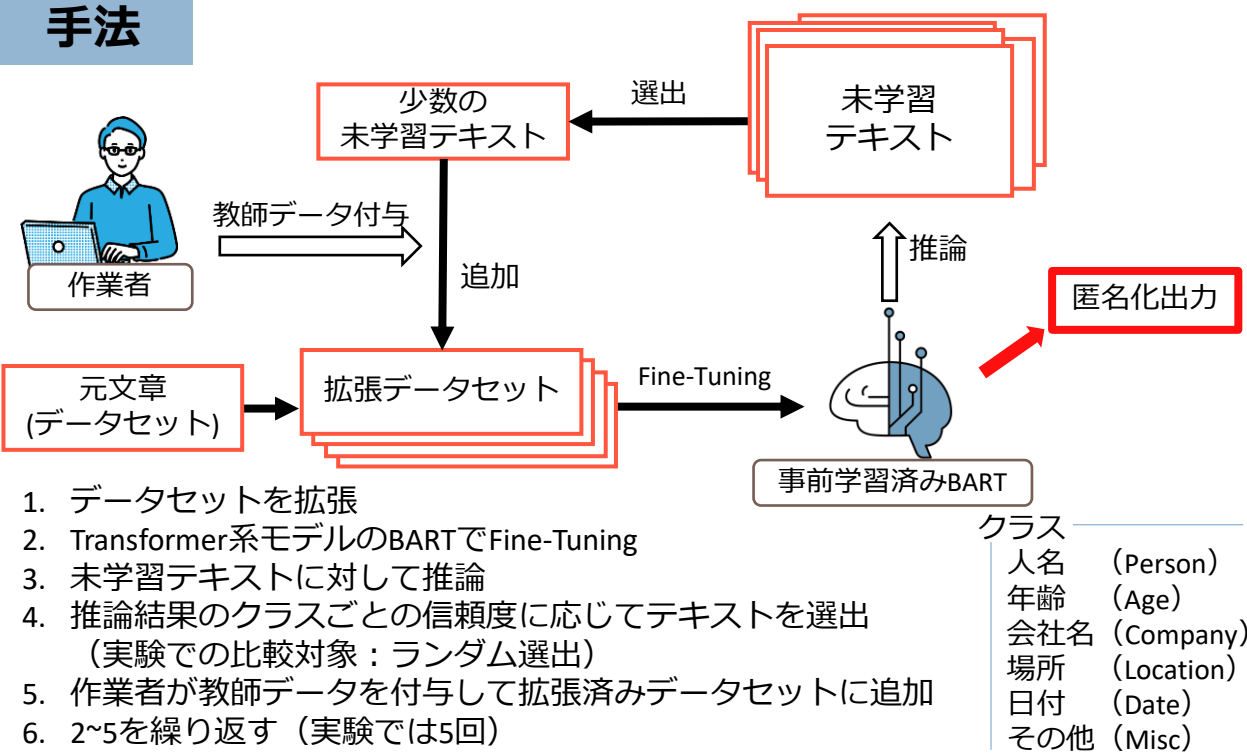 手法
少数の
未学習テキスト
選出
未学習
テキスト
教師データ付与
追加
推論
作業者
匿名化出力
元文章
(データセット)
拡張データセット
Fine-Tuning
事前学習済みBART
1. データセットを拡張
2. Transformer系モデルのBARTでFine-Tuning
3. 未学習テキストに対して推論
4. 推論結果のクラスごとの信頼度に応じてテキストを選出
（実験での比較対象：ランダム選出）
5. 作業者が教師データを付与して拡張済みデータセットに追加
6. 2~5を繰り返す（実験では5回）
クラス
人名 （Person）
年齢 （Age）
会社名（Company）
場所 （Location）
日付 （Date）
その他（Misc）